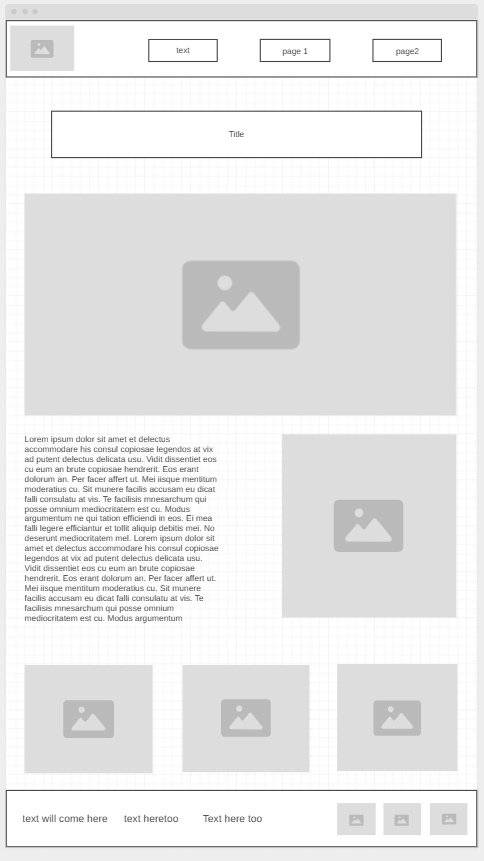 text
page 1
page2
Title
Lorem ipsum dolor sit amet et delectus
accommodare his consul copiosae legendos at vix
ad putent delectus delicata usu. Vidit dissentiet eos
cu eum an brute copiosae hendrerit. Eos erant
dolorum an. Per facer affert ut. Mei iisque mentitum
moderatius cu. Sit munere facilis accusam eu dicat
falli consulatu at vis. Te facilisis mnesarchum qui
posse omnium mediocritatem est cu. Modus
argumentum ne qui tation efficiendi in eos. Ei mea
falli legere efficiantur et tollit aliquip debitis mei. No
deserunt mediocritatem mel. Lorem ipsum dolor sit
amet et delectus accommodare his consul copiosae
legendos at vix ad putent delectus delicata usu.
Vidit dissentiet eos cu eum an brute copiosae
hendrerit. Eos erant dolorum an. Per facer affert ut.
Mei iisque mentitum moderatius cu. Sit munere
facilis accusam eu dicat falli consulatu at vis. Te
facilisis mnesarchum qui posse omnium
mediocritatem est cu. Modus argumentum
text will come here
text heretoo
Text here too